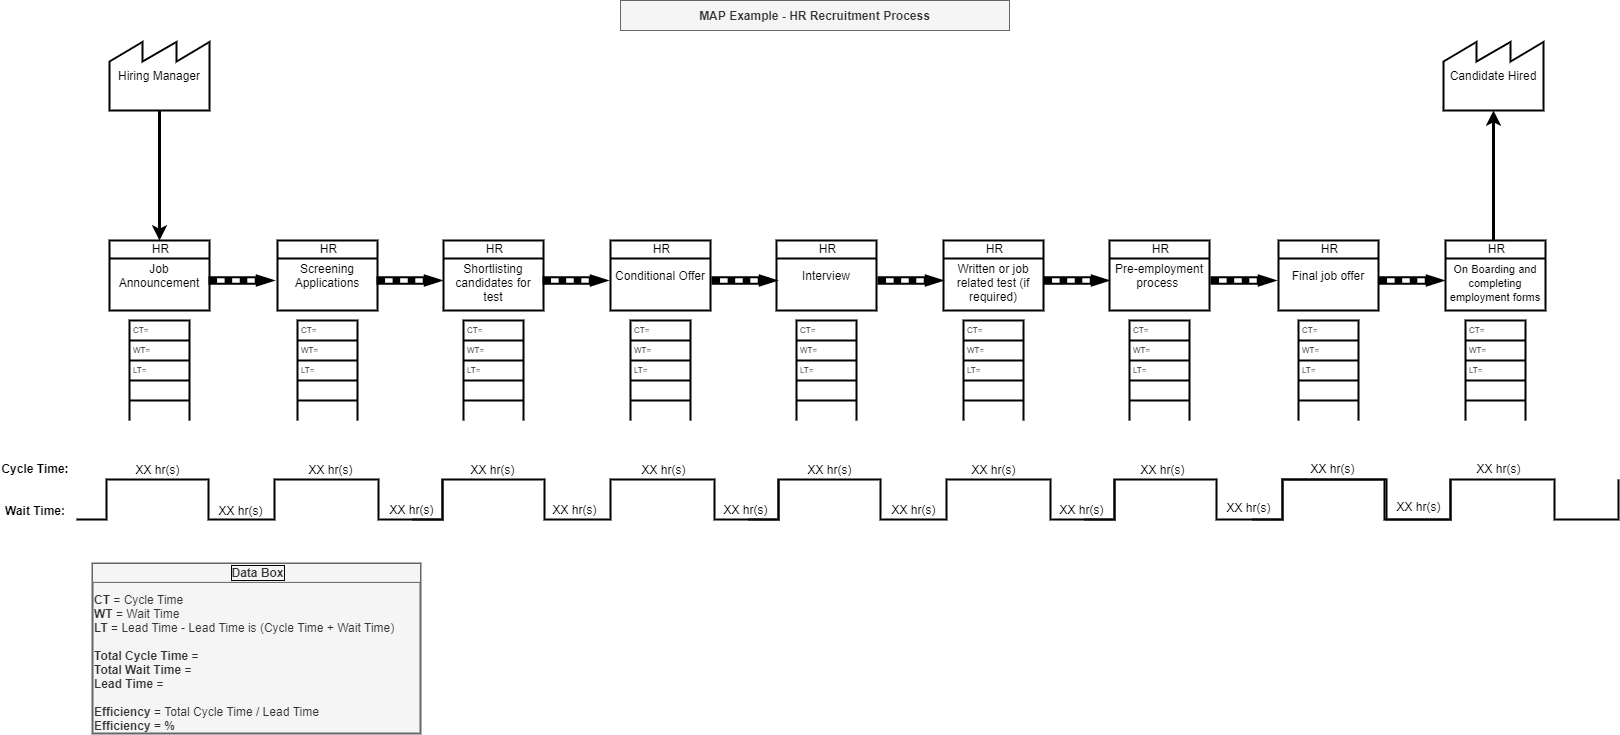 MAP Example - HR Recruitment Process
Hiring Manager
Candidate Hired
HR
Job
Announcement
HR
Screening
Applications
HR
Shortlisting
candidates for
test
HR
Conditional Offer
HR
Interview
HR
Written or job
related test (if
required)
HR
Pre-employment
process
HR
Final job offer
HR
On Boarding and
completing
employment forms
CT=
WT=
LT=
CT=
WT=
LT=
CT=
WT=
LT=
CT=
WT=
LT=
CT=
WT=
LT=
CT=
WT=
LT=
CT=
WT=
LT=
CT=
WT=
LT=
CT=
WT=
LT=
Cycle Time:
XX hr(s)
XX hr(s)
XX hr(s)
XX hr(s)
XX hr(s)
XX hr(s)
XX hr(s)
XX hr(s)
XX hr(s)
Wait Time:
XX hr(s)
XX hr(s)
XX hr(s)
XX hr(s)
XX hr(s)
XX hr(s)
XX hr(s)
XX hr(s)
Data Box
CT = Cycle Time
WT = Wait Time
LT = Lead Time - Lead Time is (Cycle Time + Wait Time)
Total Cycle Time =
Total Wait Time =
Lead Time =
Efficiency = Total Cycle Time / Lead Time
Efficiency = %